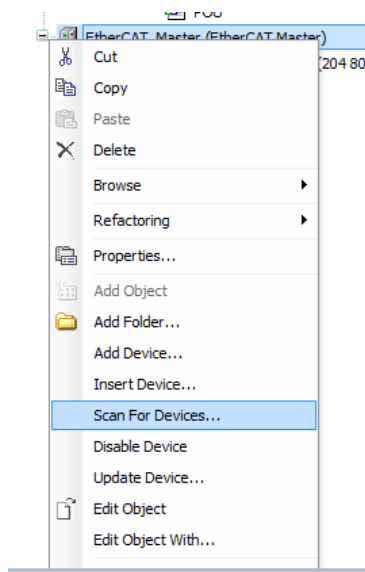 POU
EtherCAT_Master (EtherCAT Master)
Cut
(204 80
Copy
Paste
Delete
Browse
Refactoring
Properties...
Add Object
Add Folder...
Add Device...
Insert Device...
Scan For Devices...
Disable Device
Update Device...
Edit Object
Edit Object With...